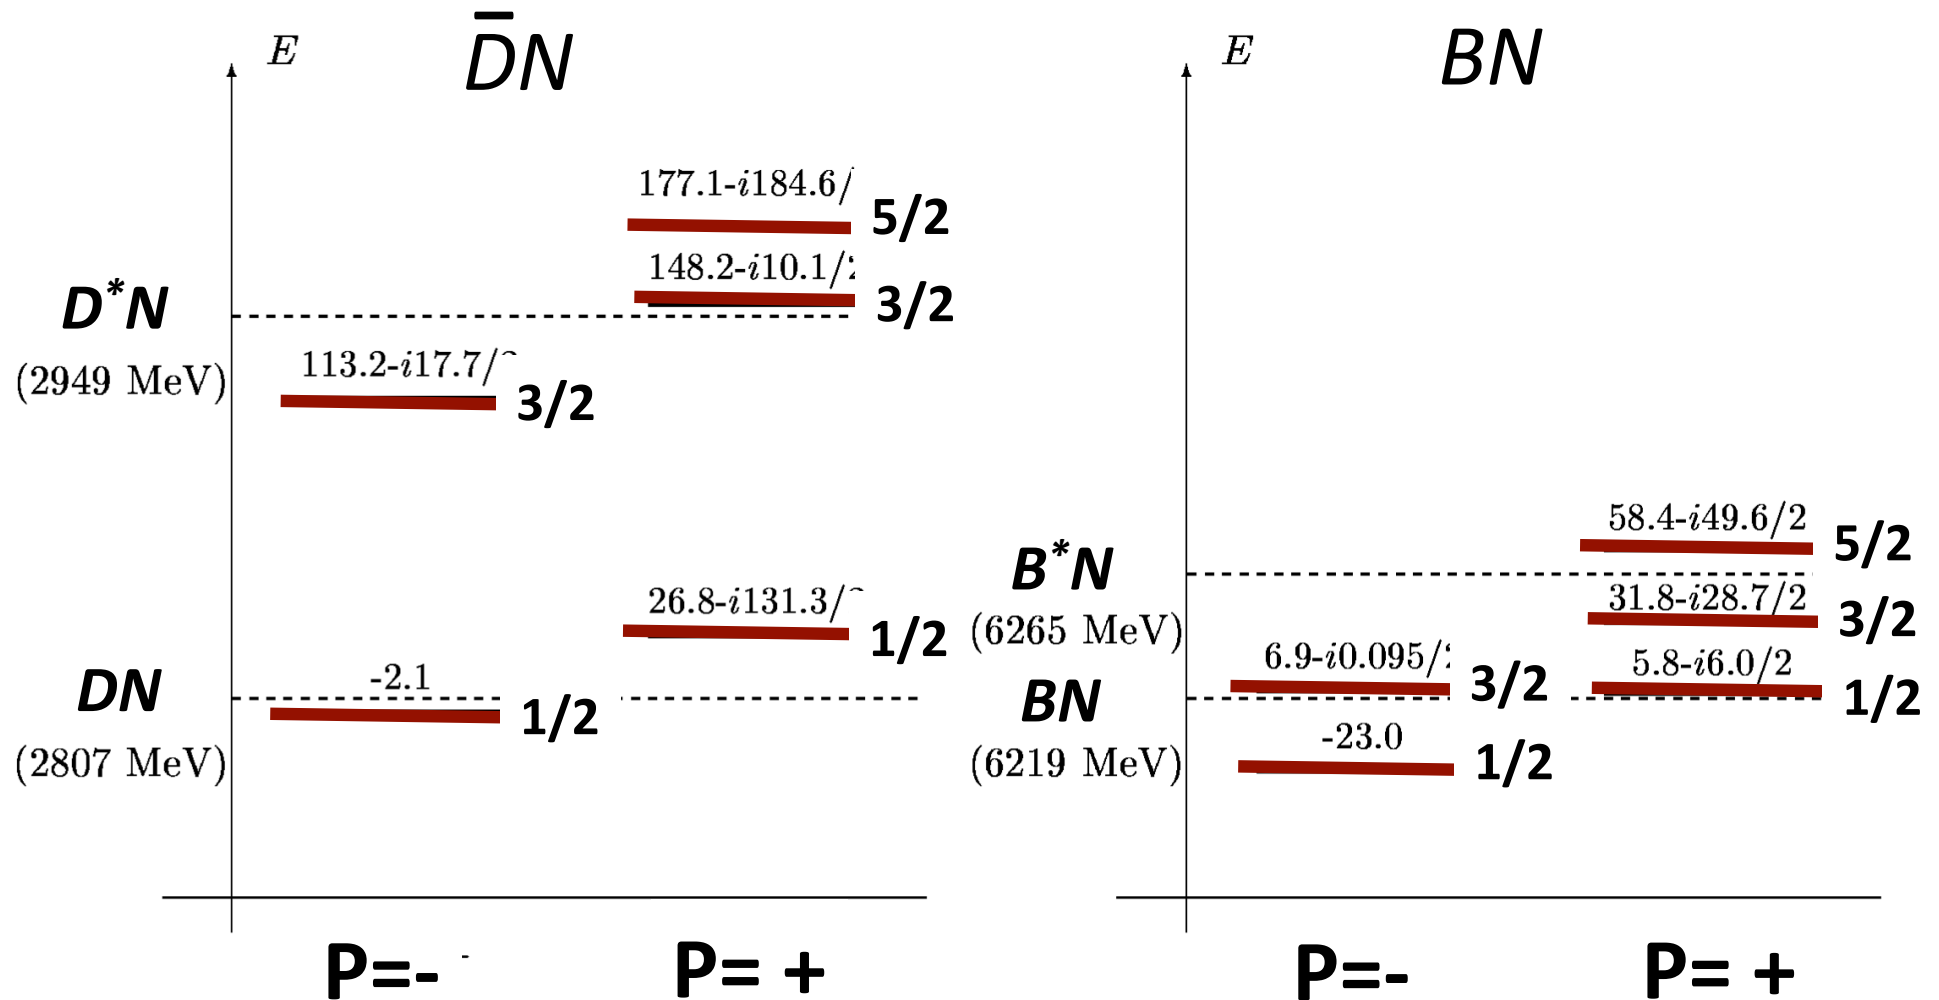 D̄N
E
177.1-i184.6/
5/2
148.2-i10.1/2
3/2
D*N
(2949 MeV)
113.2-i17.7/
3/2
26.8-i131.3/
1/2
DN
-2.1
1/2
(2807 MeV)
P=- -
P= +
BN
E
58.4-i49.6/2
5/2
B*N
(6265 MeV)
31.8-i28.7/2
3/2
6.9-i0.095/2
3/2
5.8-i6.0/2
1/2
BN
-23.0
1/2
(6219 MeV)
P=-
P= +